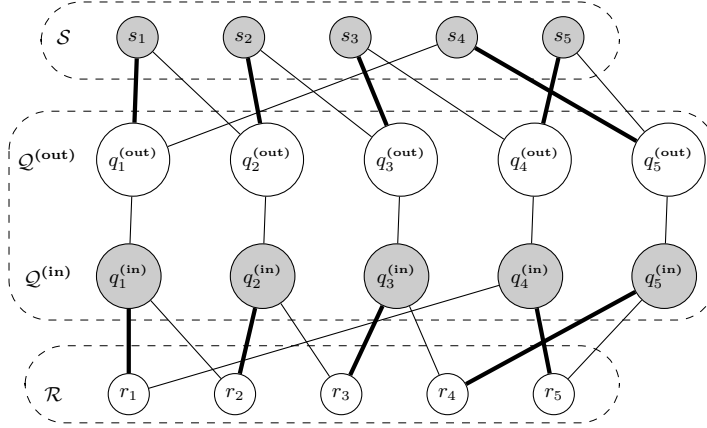 𝒮 s₁ s₂ s₃ s₄ s₅
𝒬^(out) q₁^(out) q₂^(out) q₃^(out) q₄^(out) q₅^(out)
𝒬^(in) q₁^(in) q₂^(in) q₃^(in) q₄^(in) q₅^(in)
ℛ r₁ r₂ r₃ r₄ r₅